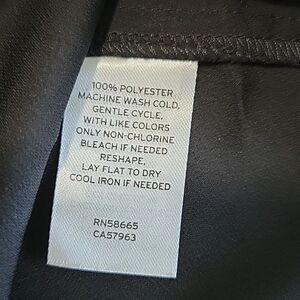 100% POLYESTER
MACHINE WASH COLD,
GENTLE CYCLE,
WITH LIKE COLORS
ONLY NON-CHLORINE
BLEACH IF NEEDED
RESHAPE,
LAY FLAT TO DRY
COOL IRON IF NEEDED
RN58665
CA57963